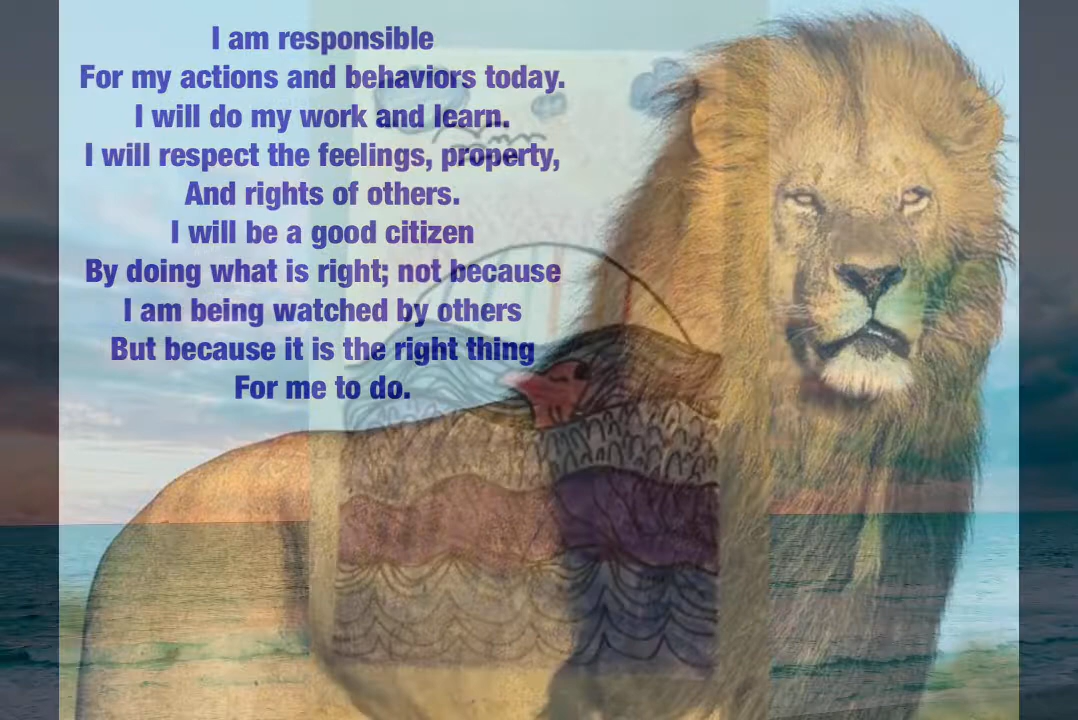 I am responsible
For my actions and behaviors today.
I will do my work and learn.
I will respect the feelings, property,
And rights of others.
I will be a good citizen
By doing what is right; not because
I am being watched by others
But because it is the right thing
For me to do.